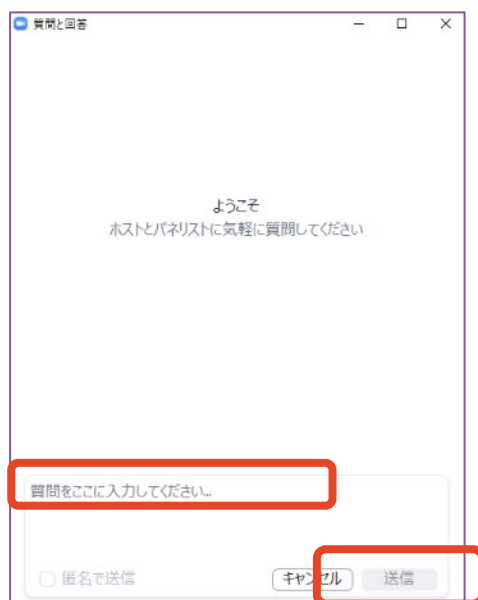 質問と回答
ようこそ
ホストとパネリストに気軽に質問してください
質問をここに入力してください...
匿名で送信
キャンセル
送信